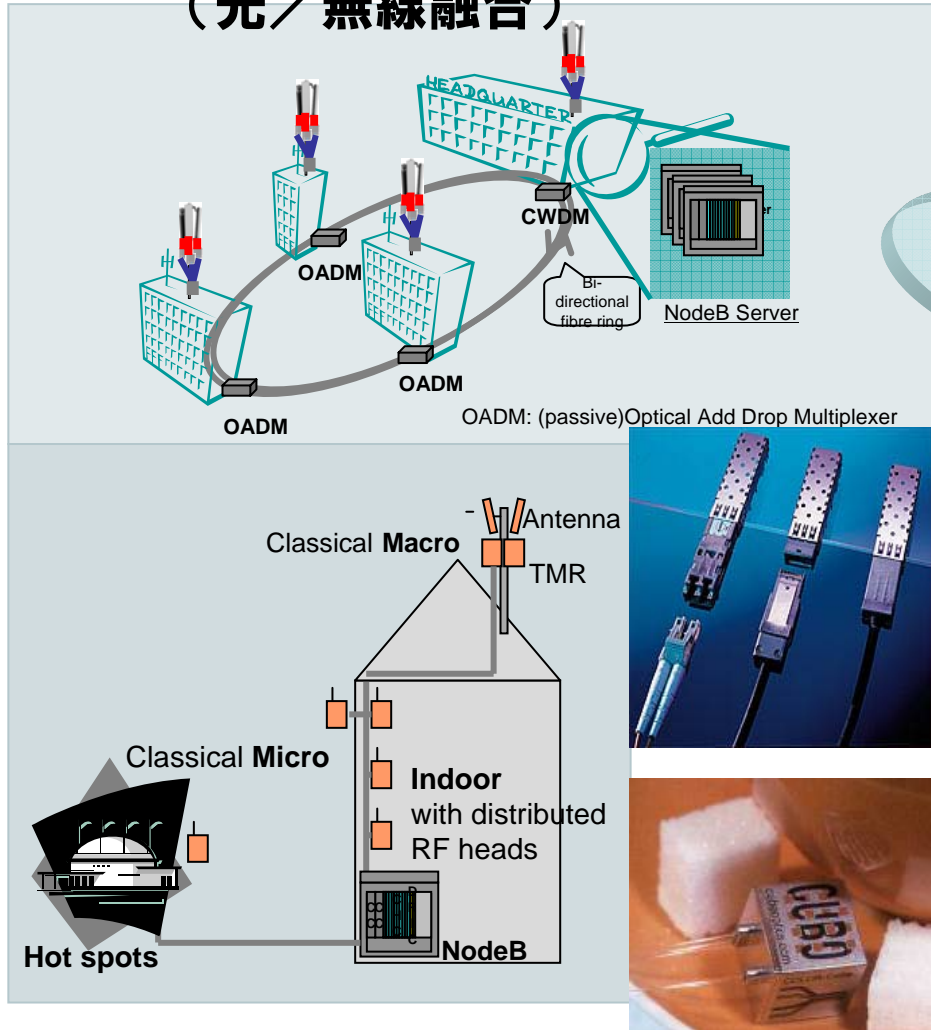 （光／無線融合）
HEADQUARTER
CWDM
OADM
Bi-
directional
fibre ring
NodeB Server
OADM
OADM
OADM: (passive)Optical Add Drop Multiplexer
Antenna
Classical Macro
TMR
Classical Micro
Indoor
with distributed
RF heads
NodeB
Hot spots
CUBO